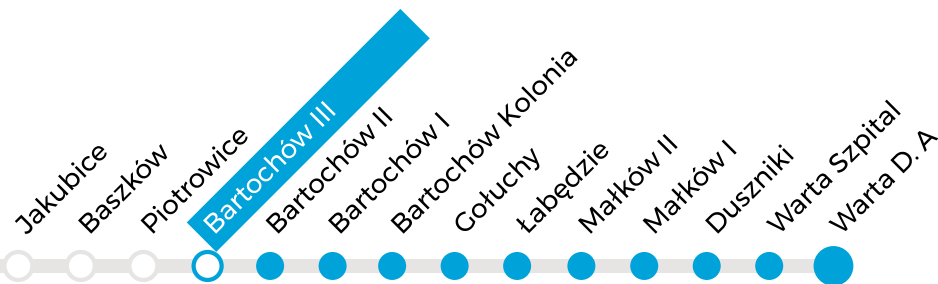 Jakubice
Baszków
Piotrowice
Bartochów III
Bartochów II
Bartochów I
Bartochów Kolonia
Gołuchy
Łabędzie
Małków II
Małków I
Duszniki
Warta Szpital
Warta D. A